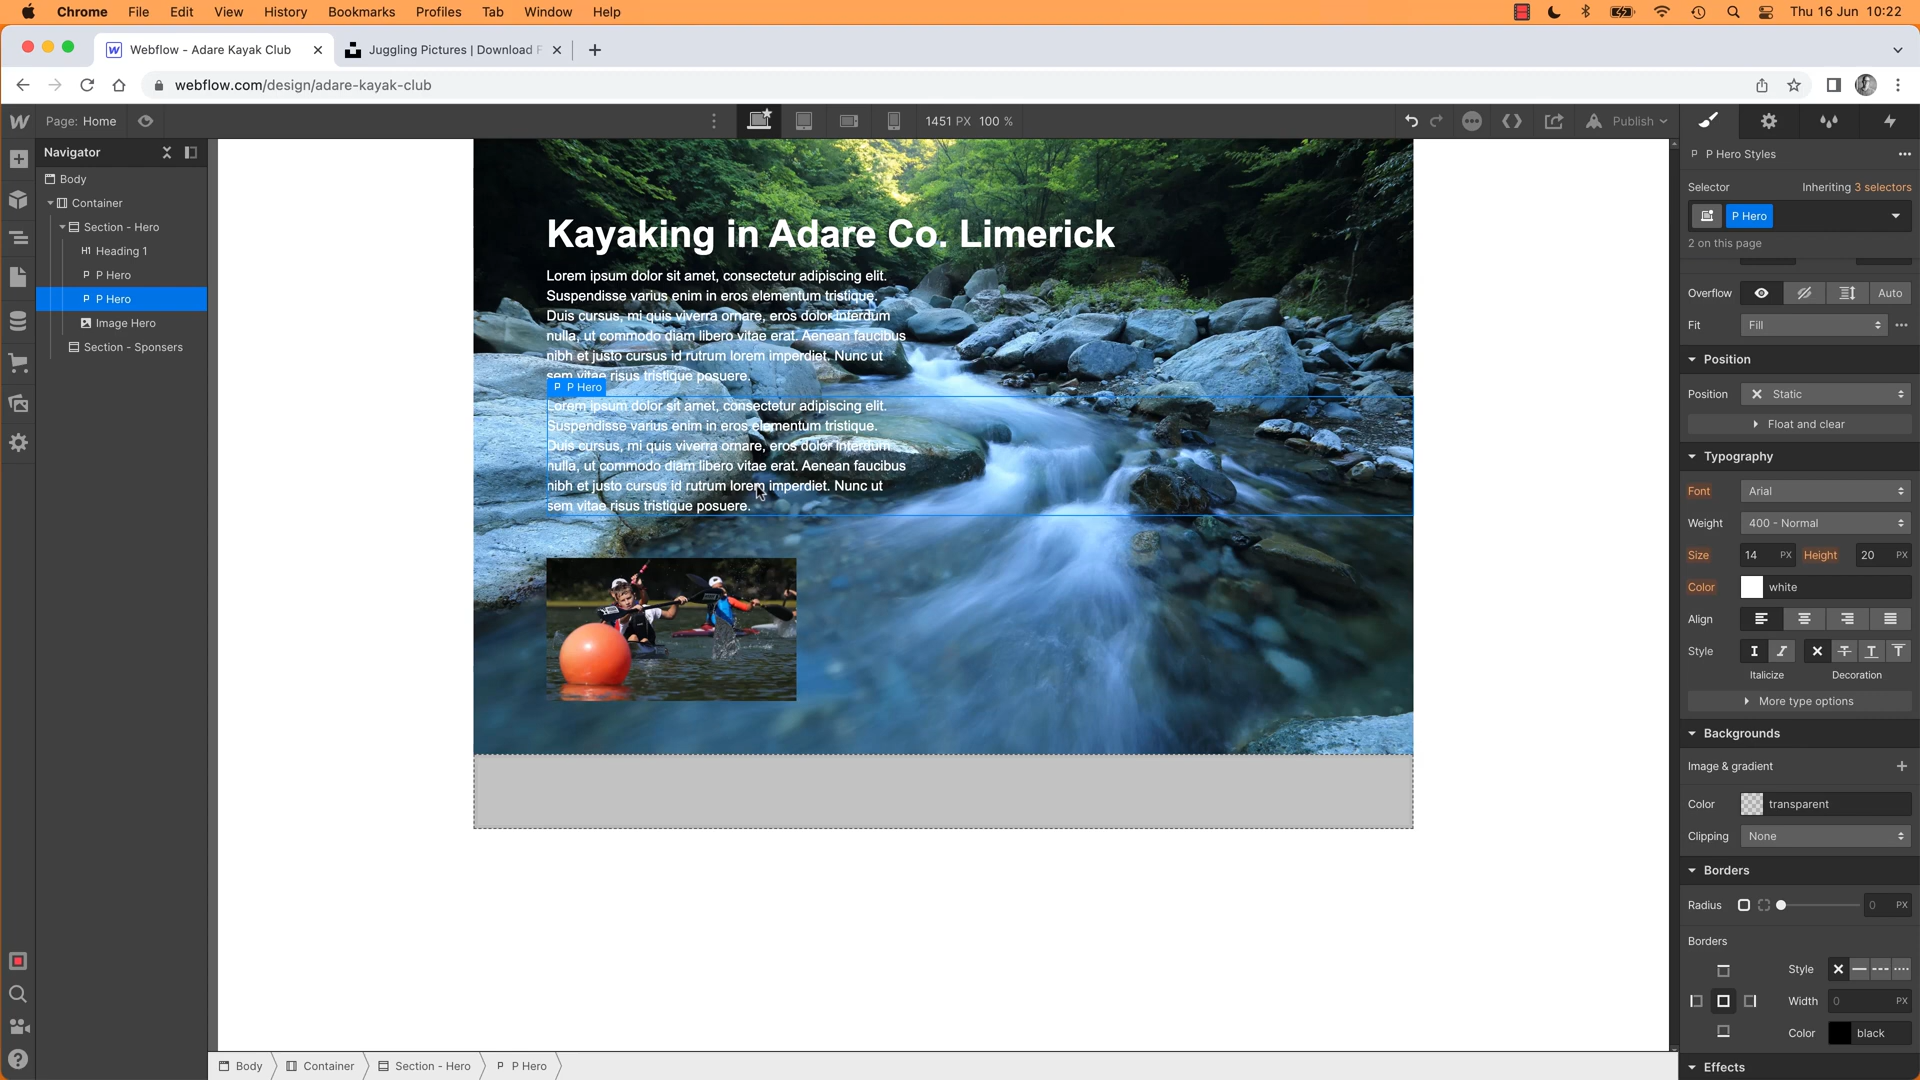 Chrome File Edit View History Bookmarks Profiles Tab Window Help Thu 16 Jun 10:22
Webflow - Adare Kayak Club Juggling Pictures | Download F
webflow.com/design/adare-kayak-club
Page: Home 1451 PX 100 % Publish
Navigator
Body
Container
Section - Hero
H1 Heading 1
P P Hero
P P Hero
Image Hero
Section - Sponsers
Kayaking in Adare Co. Limerick
Lorem ipsum dolor sit amet, consectetur adipiscing elit.
Suspendisse varius enim in eros elementum tristique.
Duis cursus, mi quis viverra ornare, eros dolor interdum
nulla, ut commodo diam libero vitae erat. Aenean faucibus
nibh et justo cursus id rutrum lorem imperdiet. Nunc ut
sem vitae risus tristique posuere.
P P Hero
Lorem ipsum dolor sit amet, consectetur adipiscing elit.
Suspendisse varius enim in eros elementum tristique.
Duis cursus, mi quis viverra ornare, eros dolor interdum
nulla, ut commodo diam libero vitae erat. Aenean faucibus
nibh et justo cursus id rutrum lorem imperdiet. Nunc ut
sem vitae risus tristique posuere.
Body Container Section - Hero P P Hero
P P Hero Styles
Selector Inheriting 3 selectors
P Hero
2 on this page
Overflow Auto
Fit Fill
Position
Position Static
Float and clear
Typography
Font Arial
Weight 400 - Normal
Size 14 PX Height 20 PX
Color white
Align
Style
Italicize Decoration
More type options
Backgrounds
Image & gradient
Color transparent
Clipping None
Borders
Radius 0 PX
Borders
Style
Width 0 PX
Color black
Effects